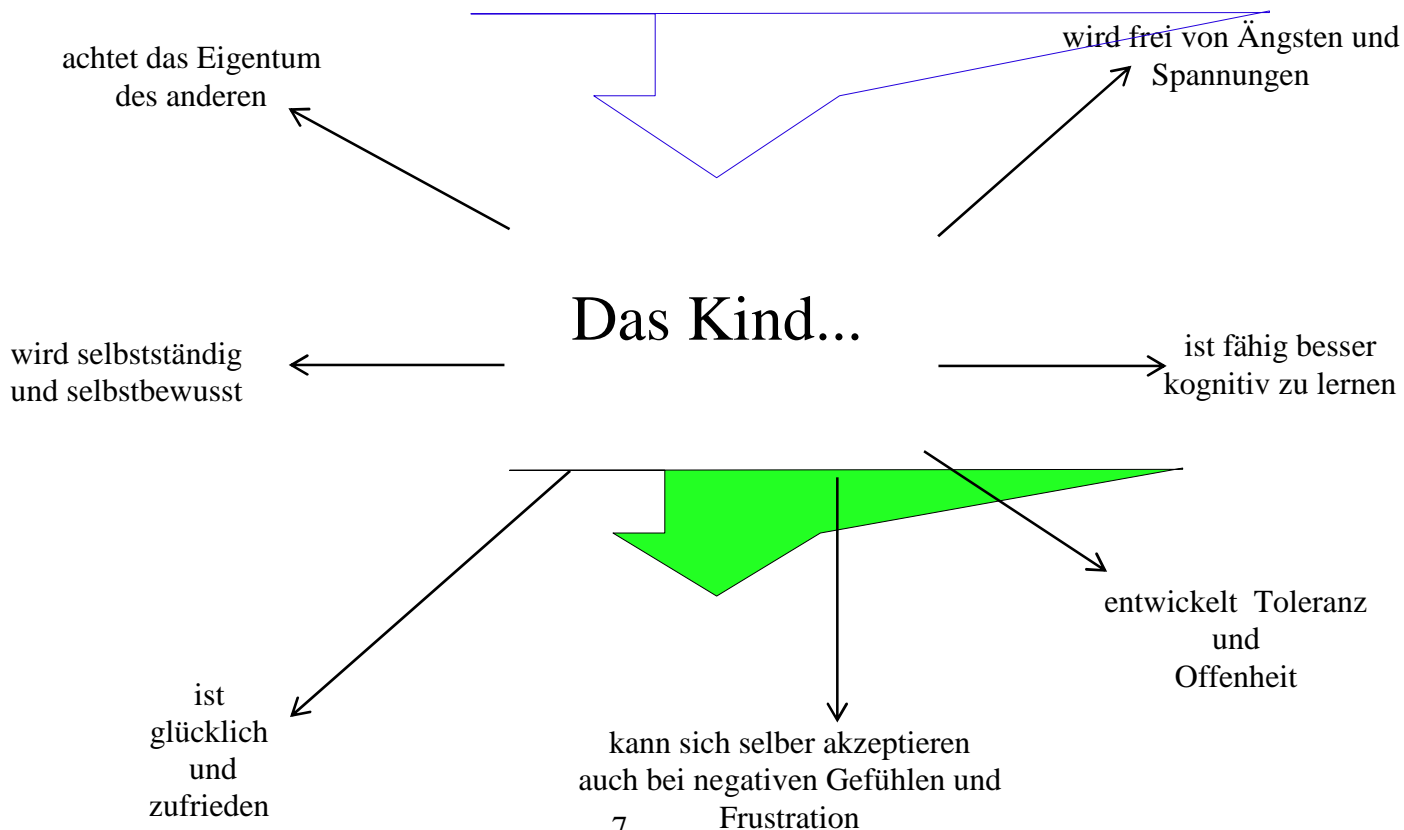 achtet das Eigentum
des anderen
wird frei von Ängsten und
Spannungen
Das Kind...
wird selbstständig
und selbstbewusst
ist fähig besser
kognitiv zu lernen
entwickelt Toleranz
und
Offenheit
ist
glücklich
und
zufrieden
kann sich selber akzeptieren
auch bei negativen Gefühlen und
Frustration
7